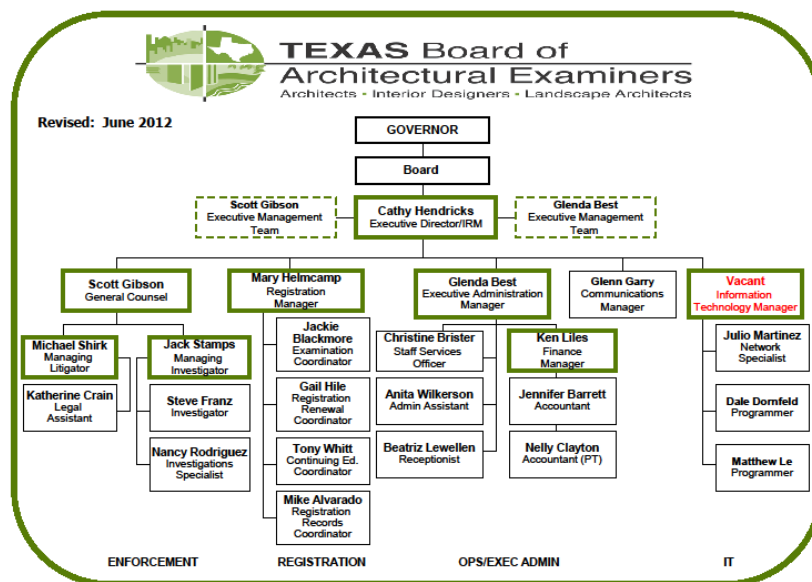 TEXAS Board of
Architectural Examiners
Architects - Interior Designers - Landscape Architects
Revised: June 2012
GOVERNOR
Board
Scott Gibson
Executive Management
Team
Cathy Hendricks
Executive Director/IRM
Glenda Best
Executive Management
Team
Scott Gibson
General Counsel
Mary Helmcamp
Registration
Manager
Glenda Best
Executive Administration
Manager
Glenn Garry
Communications
Manager
Vacant
Information
Technology Manager
Michael Shirk
Managing
Litigator
Jack Stamps
Managing
Investigator
Jackie
Blackmore
Examination
Coordinator
Christine Brister
Staff Services
Officer
Ken Liles
Finance
Manager
Julio Martinez
Network
Specialist
Katherine Crain
Legal
Assistant
Steve Franz
Investigator
Gail Hile
Registration
Renewal
Coordinator
Anita Wilkerson
Admin Assistant
Jennifer Barrett
Accountant
Dale Dornfeld
Programmer
Nancy Rodriguez
Investigations
Specialist
Tony Whitt
Continuing Ed.
Coordinator
Beatriz Lewellen
Receptionist
Nelly Clayton
Accountant (PT)
Matthew Le
Programmer
Mike Alvarado
Registration
Records
Coordinator
ENFORCEMENT
REGISTRATION
OPS/EXEC ADMIN
IT